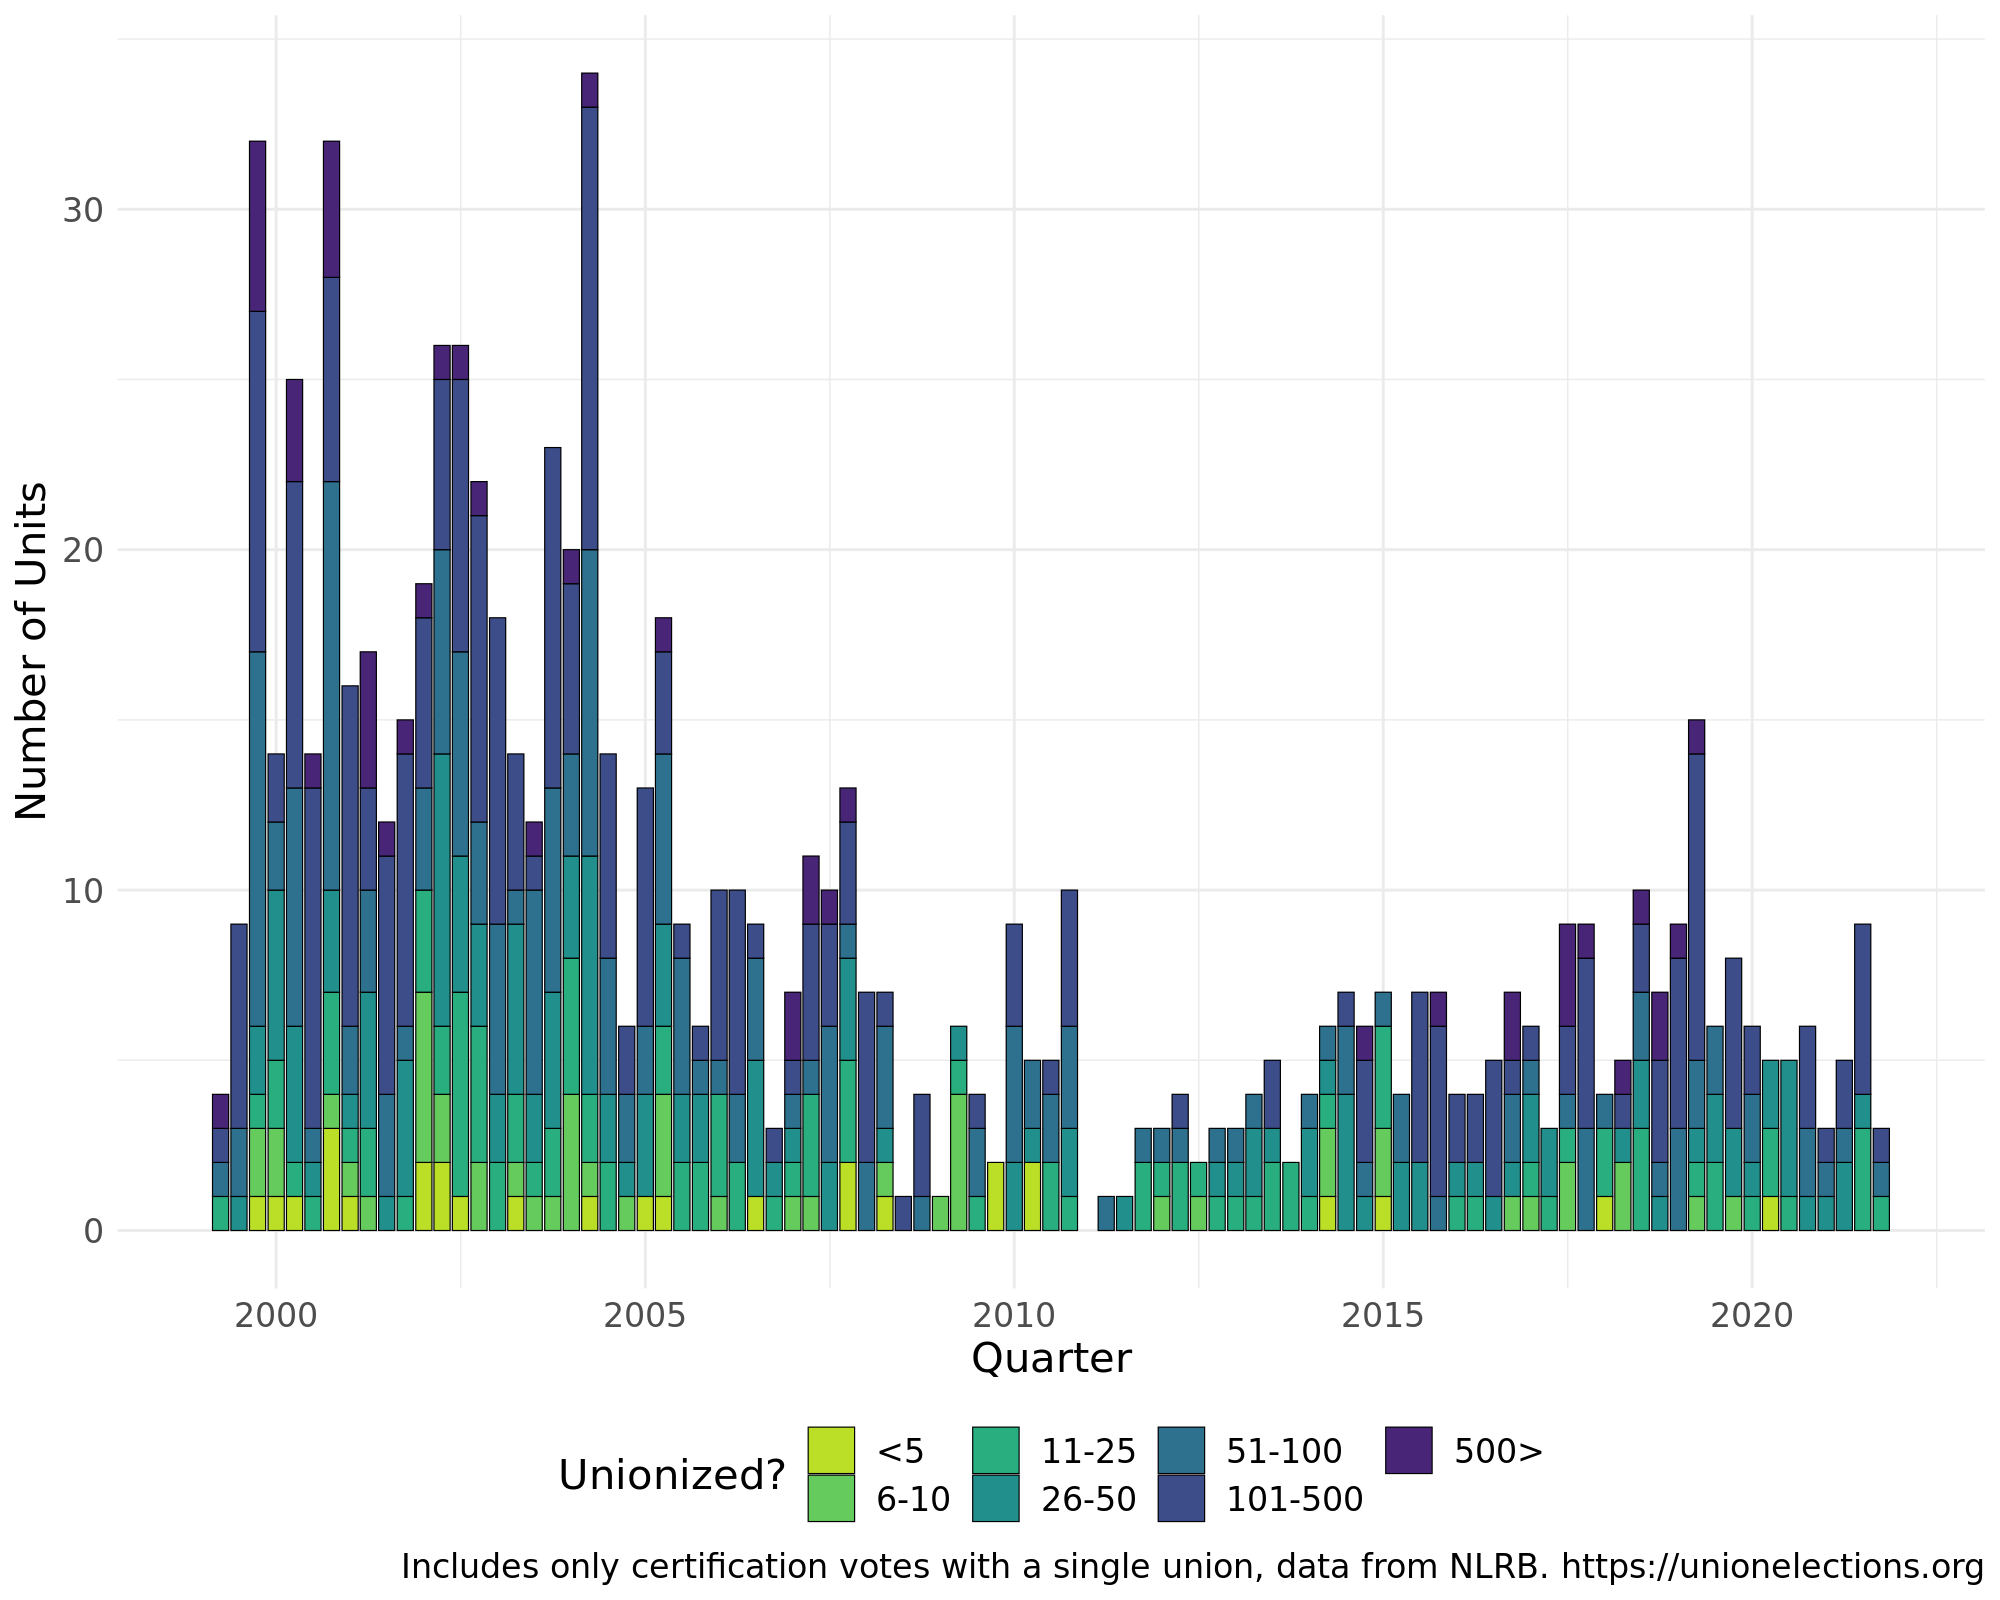 30
20
10
0
Number of Units
2000 2005 2010 2015 2020
Quarter
Unionized?
<5 11-25 51-100 500>
6-10 26-50 101-500
Includes only certification votes with a single union, data from NLRB. https://unionelections.org